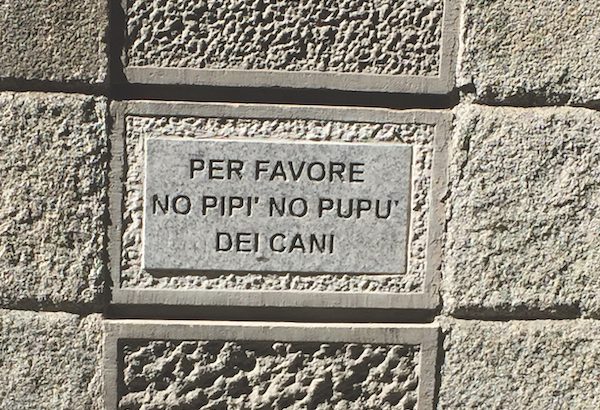 PER FAVORE
NO PIPI' NO PUPU'
DEI CANI